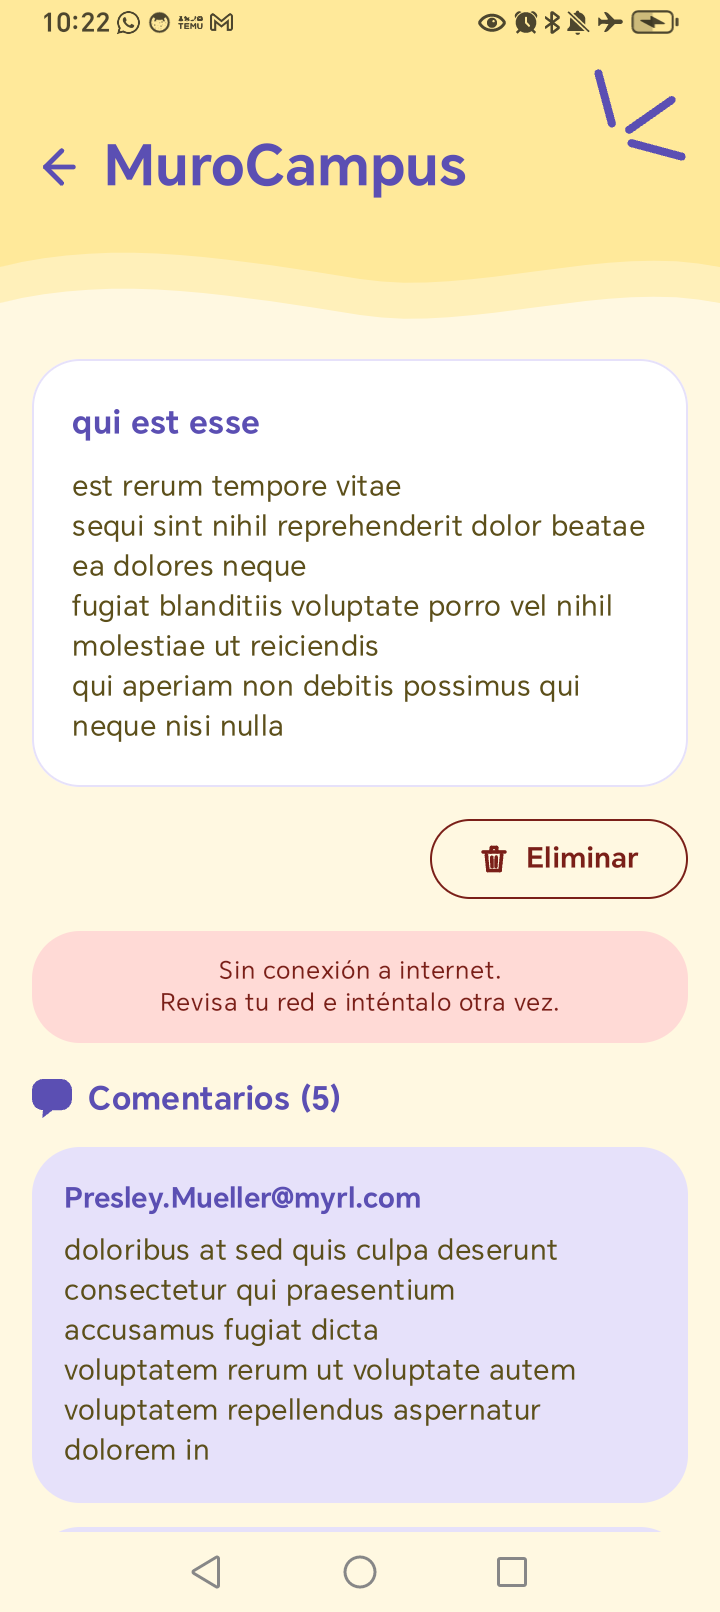 10:22
TEMU
MuroCampus
qui est esse
est rerum tempore vitae
sequi sint nihil reprehenderit dolor beatae
ea dolores neque
fugiat blanditiis voluptate porro vel nihil
molestiae ut reiciendis
qui aperiam non debitis possimus qui
neque nisi nulla
Eliminar
Sin conexión a internet.
Revisa tu red e inténtalo otra vez.
Comentarios (5)
Presley.Mueller@myrl.com
doloribus at sed quis culpa deserunt
consectetur qui praesentium
accusamus fugiat dicta
voluptatem rerum ut voluptate autem
voluptatem repellendus aspernatur
dolorem in